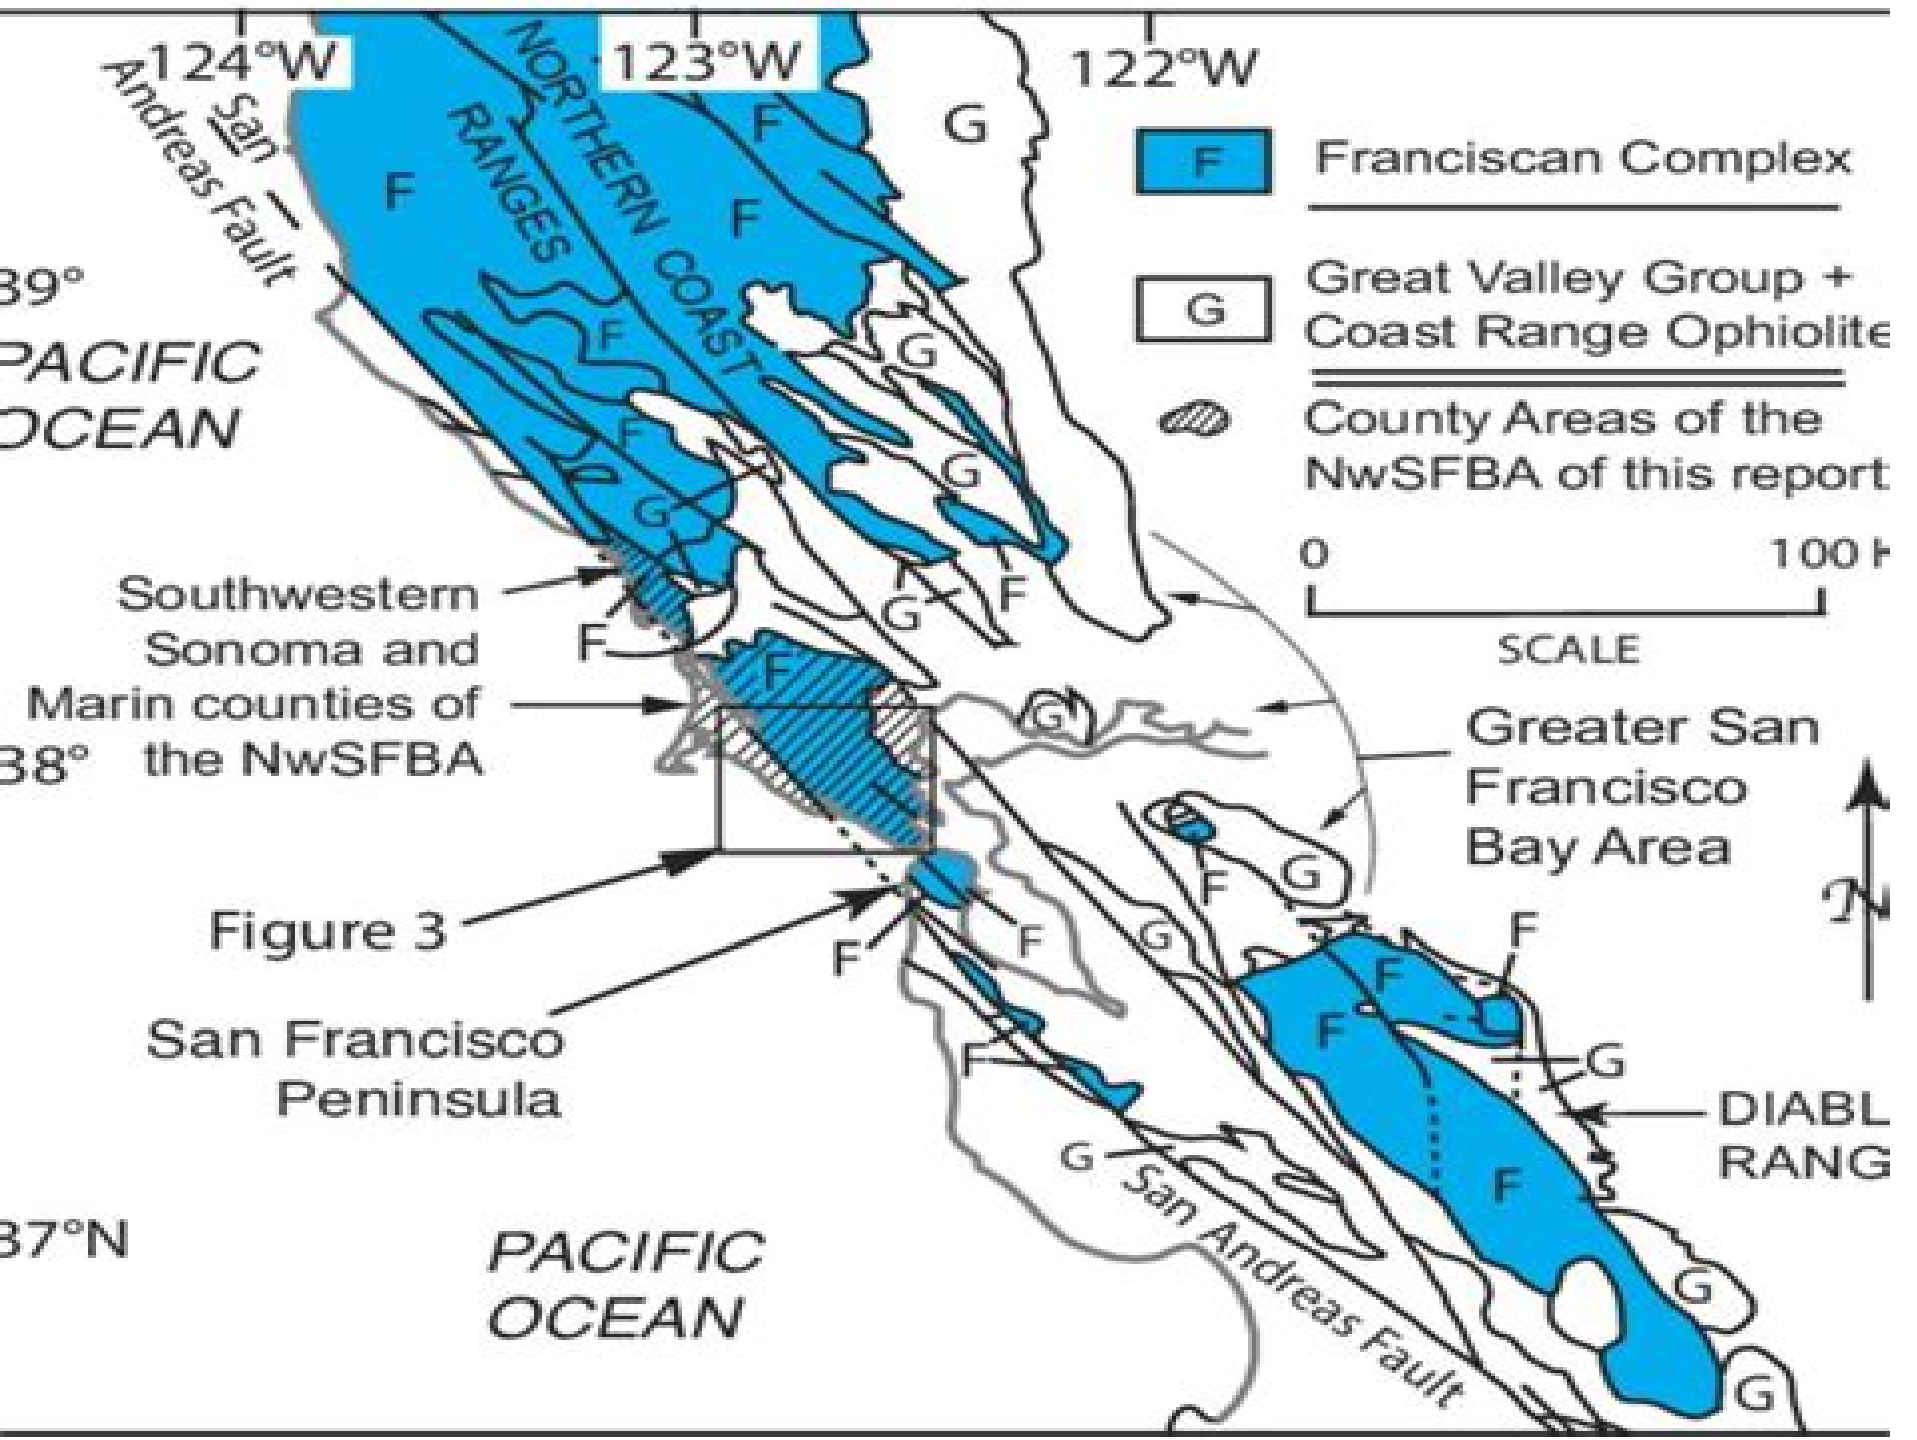 124°W
123°W
122°W
San
Andreas Fault
NORTHERN COAST
RANGES
F
F
F
G
F
Franciscan Complex
39°
G
Great Valley Group +
Coast Range Ophiolite
PACIFIC
OCEAN
F
G
F
County Areas of the
NwSFBA of this report
G
G
0
100
SCALE
Southwestern
Sonoma and
Marin counties of
the NwSFBA
F
G
F
F
G
38°
Greater San
Francisco
Bay Area
N
Figure 3
F
G
F
F
G
F
San Francisco
Peninsula
F
F
F
G
DIABL
RANG
G
F
San Andreas Fault
37°N
PACIFIC
OCEAN
G
G